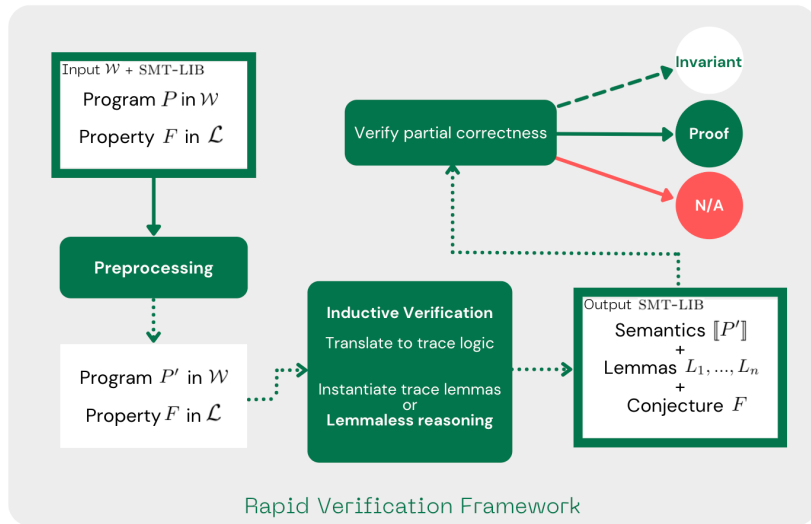 Input 𝒲 + SMT-LIB
Program P in 𝒲
Property F in ℒ
Preprocessing
Program P′ in 𝒲
Property F in ℒ
Inductive Verification
Translate to trace logic
Instantiate trace lemmas
or
Lemmaless reasoning
Output SMT-LIB
Semantics ⟦P′⟧
+
Lemmas L₁, ..., Lₙ
+
Conjecture F
Verify partial correctness
Invariant
Proof
N/A
Rapid Verification Framework